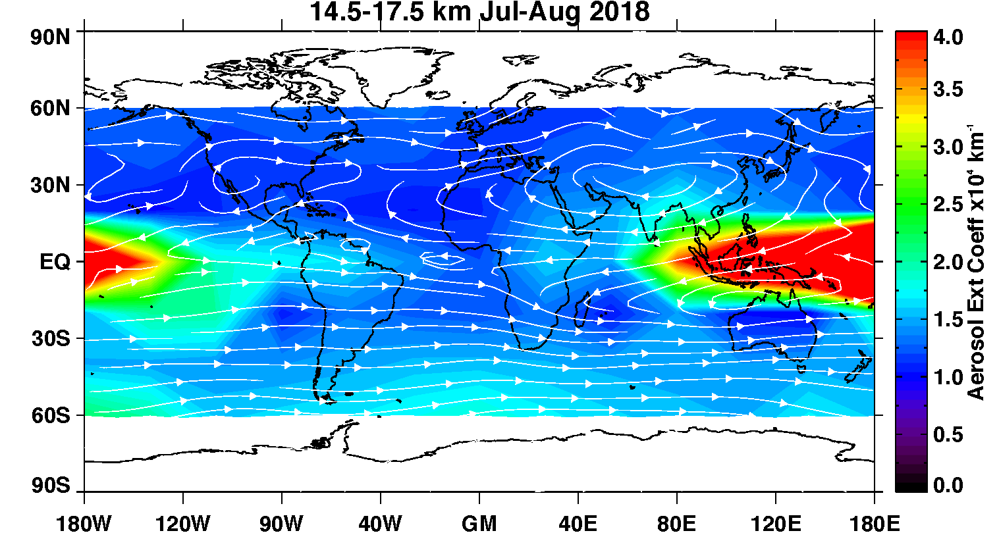 14.5-17.5 km Jul-Aug 2018
90N
60N
30N
EQ
30S
60S
90S
180W 120W 90W 40W GM 40E 80E 120E 180E
4.0
3.5
3.0
2.5
2.0
1.5
1.0
0.5
0.0
Aerosol Ext Coeff x10⁴ km⁻¹